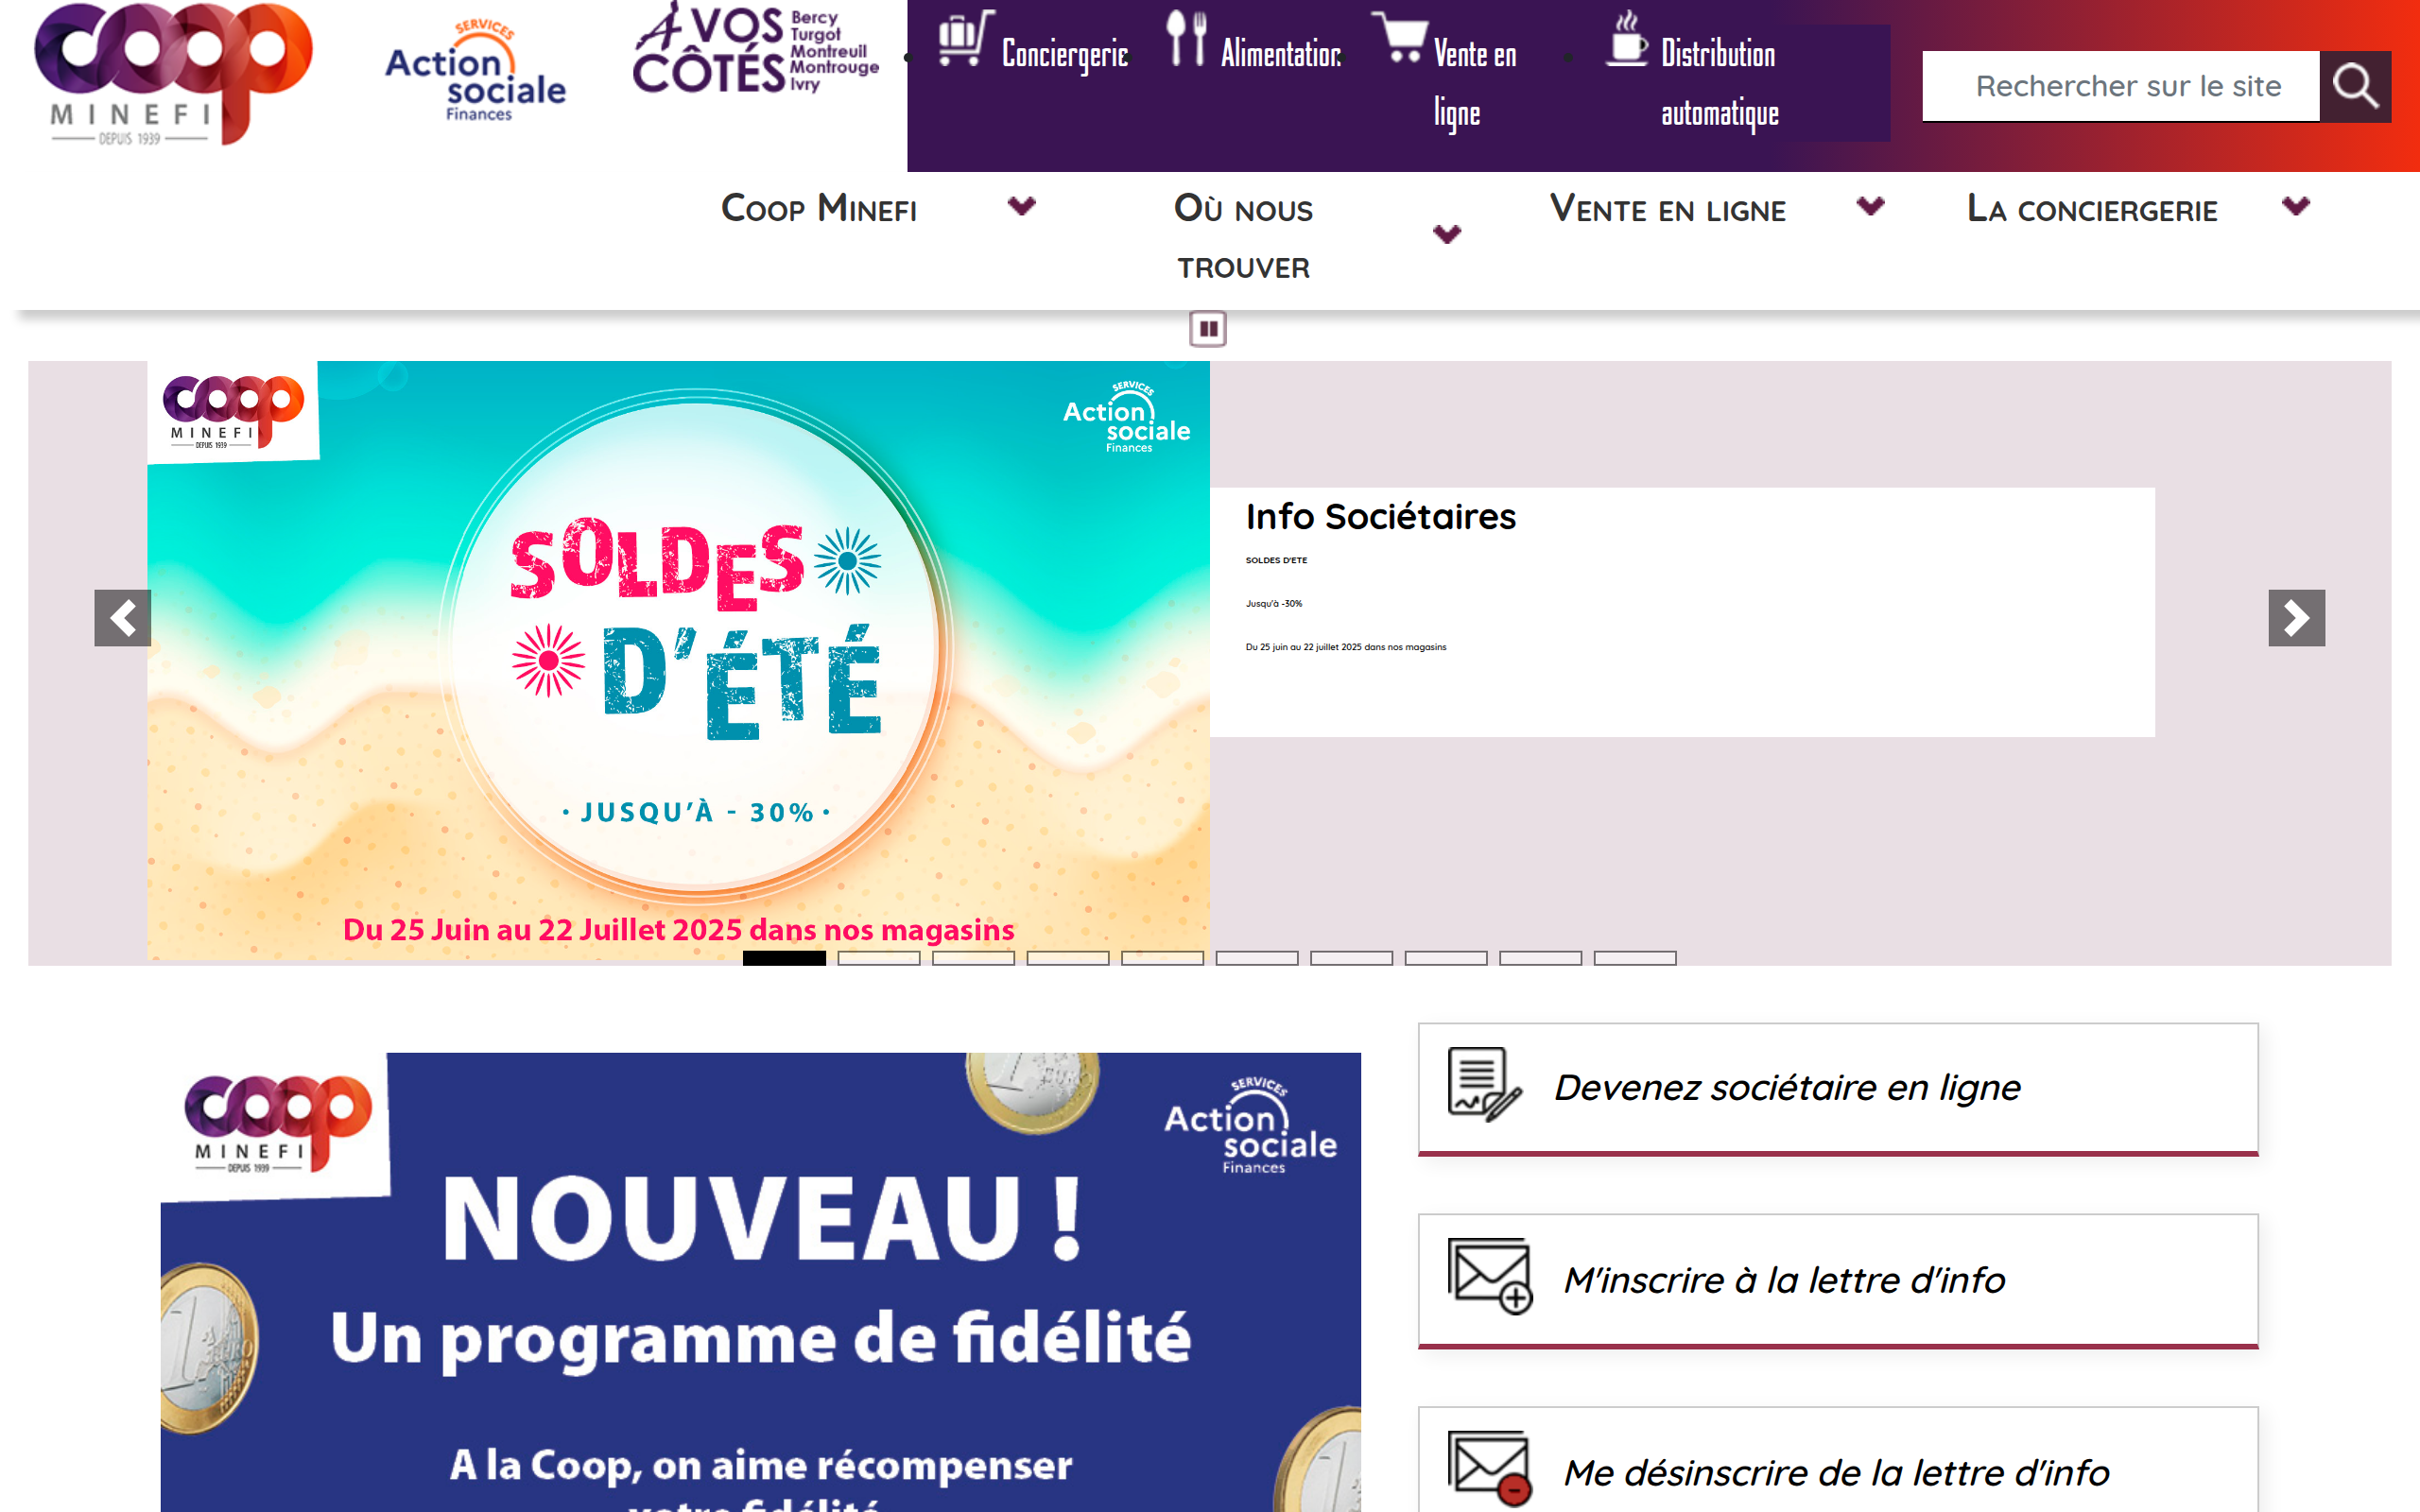 coop
MINEFI
DEPUIS 1939
SERVICES
Action
sociale
Finances
À VOS
CÔTÉS
Bercy
Turgot
Montreuil
Montrouge
Ivry
Conciergerie
Alimentation
Vente en
ligne
Distribution
automatique
Rechercher sur le site
Coop Minefi
Où nous
trouver
Vente en ligne
La conciergerie
coop
MINEFI
DEPUIS 1939
SERVICES
Action
sociale
Finances
SOLDES
D'ÉTÉ
· JUSQU'À - 30% ·
Du 25 Juin au 22 Juillet 2025 dans nos magasins
Info Sociétaires
SOLDES D'ETE
Jusqu'à -30%
Du 25 juin au 22 juillet 2025 dans nos magasins
coop
MINEFI
DEPUIS 1939
SERVICES
Action
sociale
Finances
NOUVEAU !
Un programme de fidélité
A la Coop, on aime récompenser
votre fidélité
Devenez sociétaire en ligne
M'inscrire à la lettre d'info
Me désinscrire de la lettre d'info